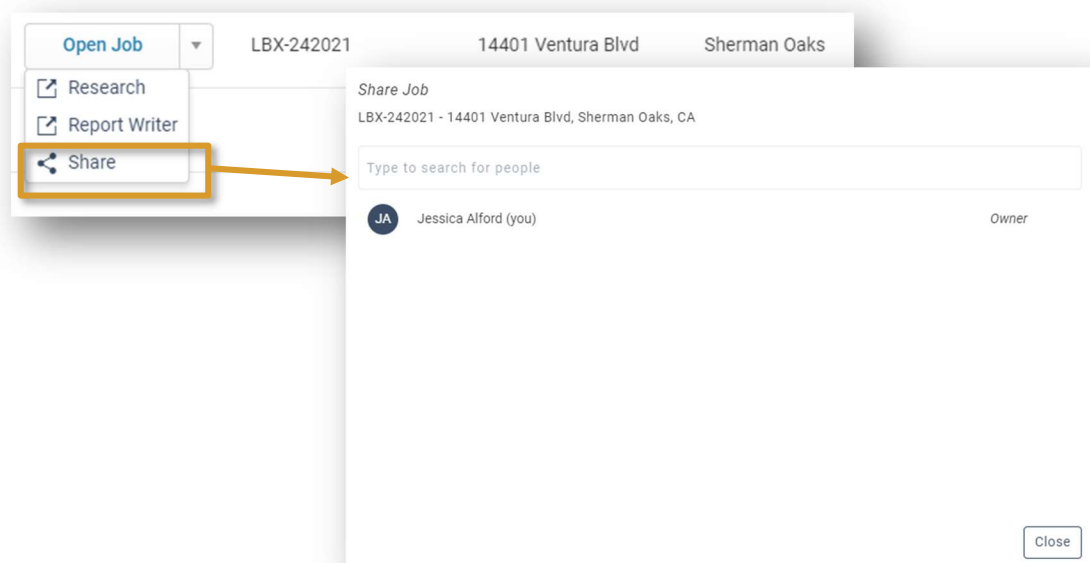 Open Job LBX-242021 14401 Ventura Blvd Sherman Oaks
Research
Report Writer
Share
Share Job
LBX-242021 - 14401 Ventura Blvd, Sherman Oaks, CA
Type to search for people
JA Jessica Alford (you) Owner
Close